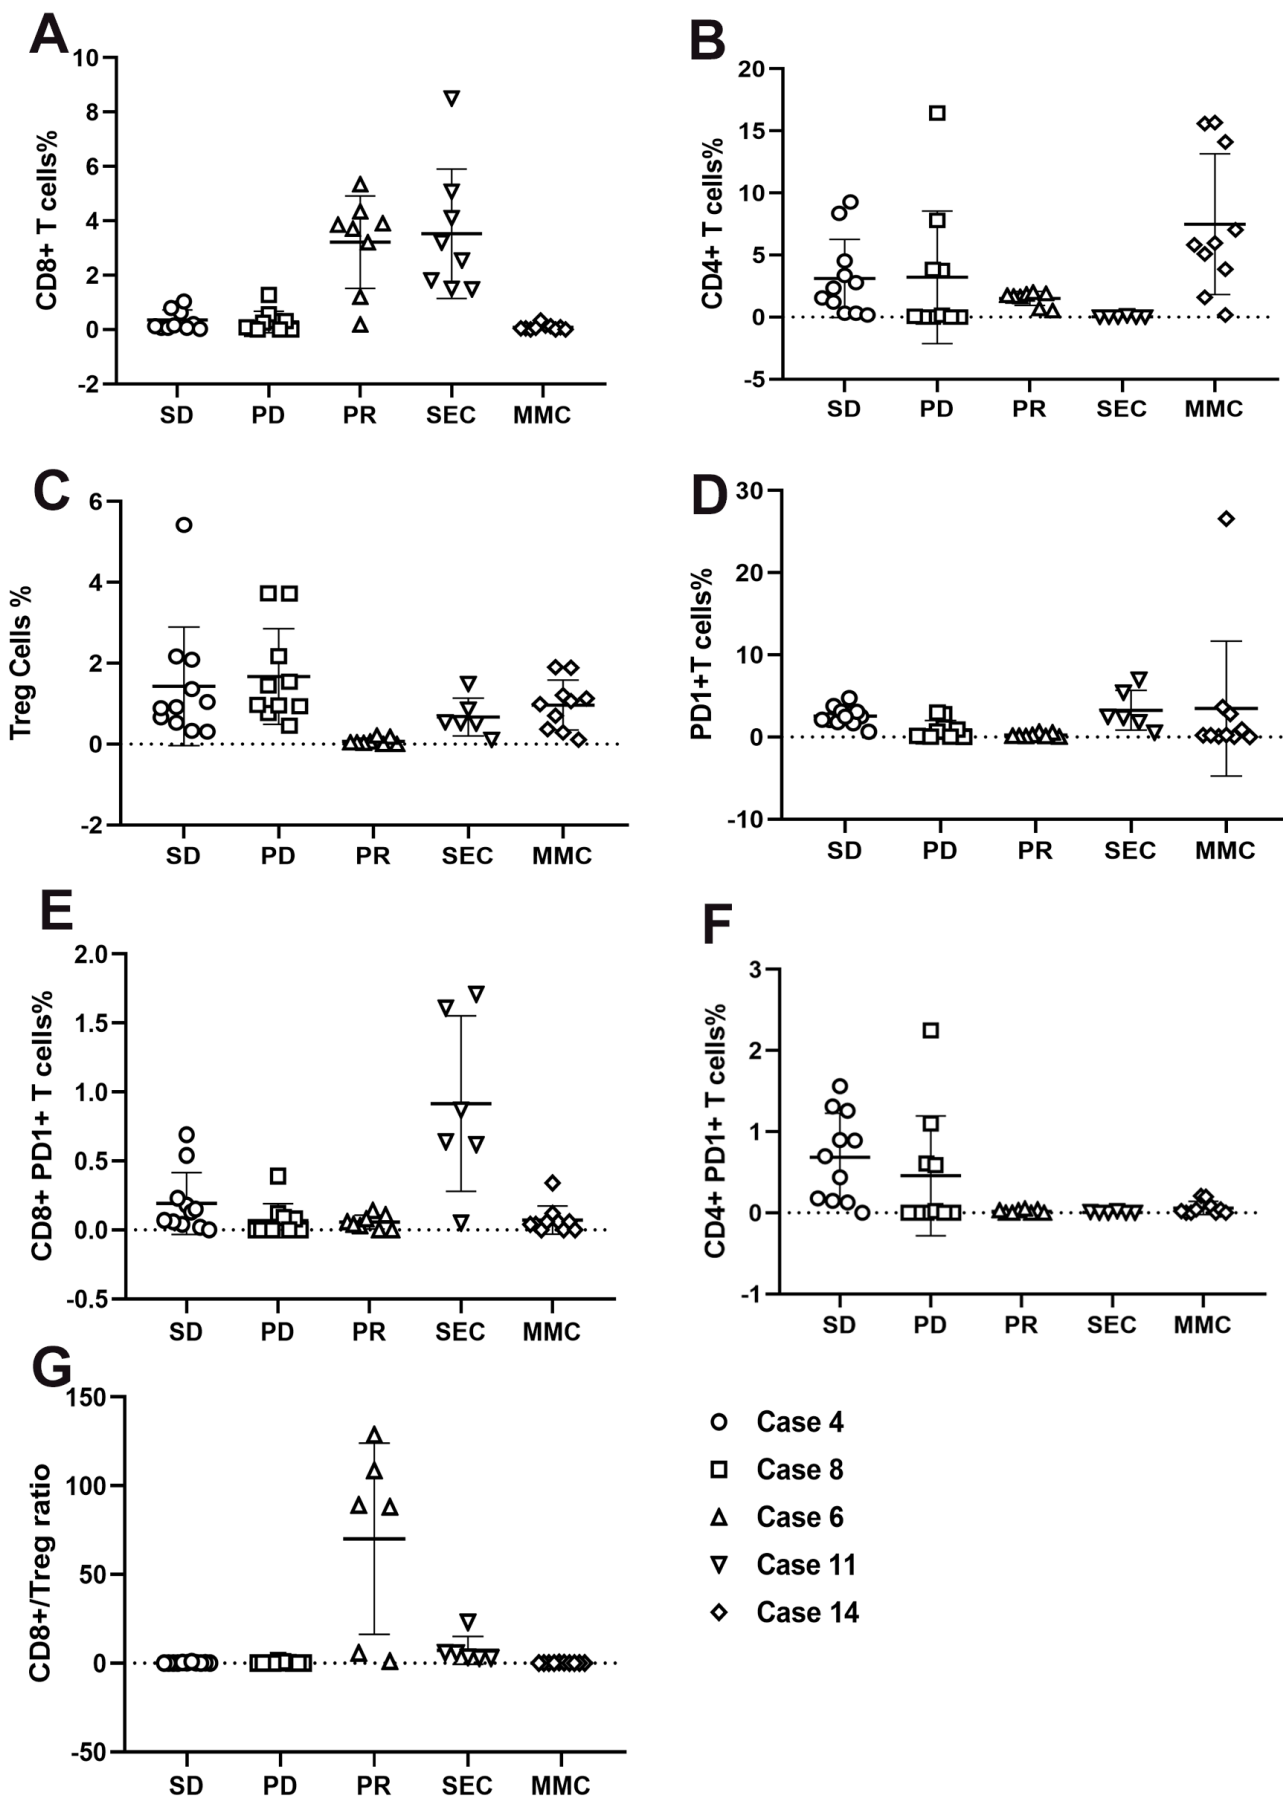 A
CD8+ T cells%
10
8
6
4
2
0
-2
SD PD PR SEC MMC
B
CD4+ T cells%
20
15
10
5
0
-5
SD PD PR SEC MMC
C
Treg Cells %
6
4
2
0
-2
SD PD PR SEC MMC
D
PD1+T cells%
30
20
10
0
-10
SD PD PR SEC MMC
E
CD8+ PD1+ T cells%
2.0
1.5
1.0
0.5
0.0
-0.5
SD PD PR SEC MMC
F
CD4+ PD1+ T cells%
3
2
1
0
-1
SD PD PR SEC MMC
G
CD8+/Treg ratio
150
100
50
0
-50
SD PD PR SEC MMC
Case 4
Case 8
Case 6
Case 11
Case 14